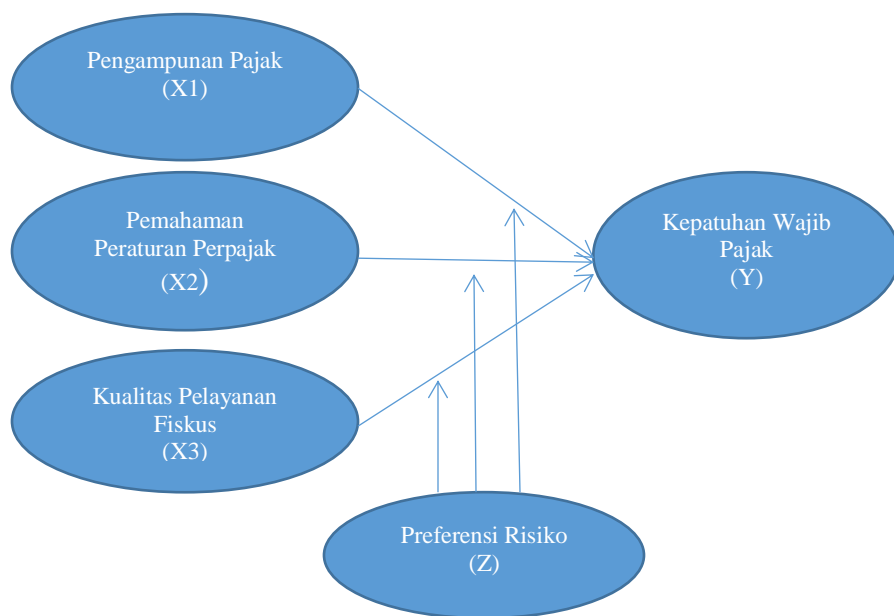 Pengampunan Pajak
(X1)
Pemahaman
Peraturan Perpajak
(X2)
Kualitas Pelayanan
Fiskus
(X3)
Kepatuhan Wajib
Pajak
(Y)
Preferensi Risiko
(Z)